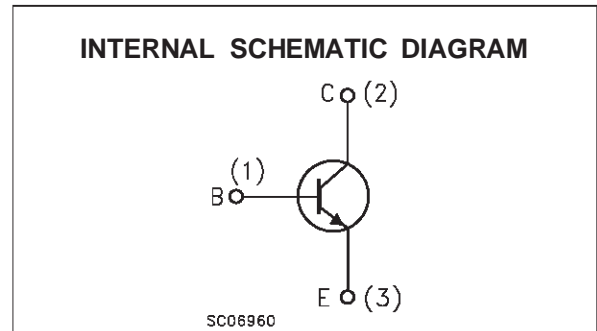 INTERNAL SCHEMATIC DIAGRAM
C (2)
(1)
B
E (3)
SC06960